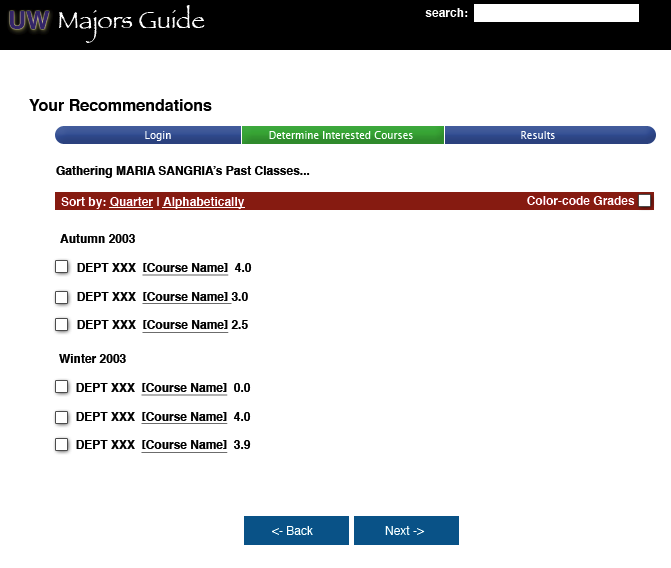 UW Majors Guide
search:
Your Recommendations
Login Determine Interested Courses Results
Gathering MARIA SANGRIA's Past Classes...
Sort by: Quarter | Alphabetically Color-code Grades
Autumn 2003
DEPT XXX [Course Name] 4.0
DEPT XXX [Course Name] 3.0
DEPT XXX [Course Name] 2.5
Winter 2003
DEPT XXX [Course Name] 0.0
DEPT XXX [Course Name] 4.0
DEPT XXX [Course Name] 3.9
<- Back Next ->